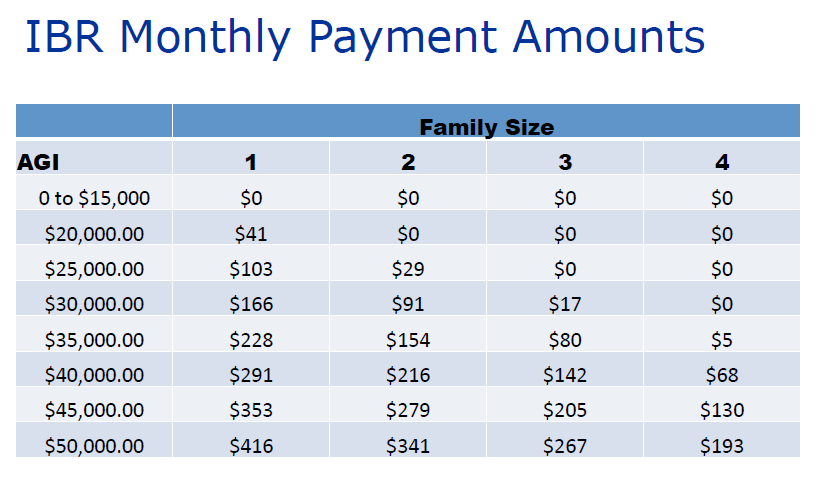 IBR Monthly Payment Amounts
Family Size
AGI 1 2 3 4
0 to $15,000 $0 $0 $0 $0
$20,000.00 $41 $0 $0 $0
$25,000.00 $103 $29 $0 $0
$30,000.00 $166 $91 $17 $0
$35,000.00 $228 $154 $80 $5
$40,000.00 $291 $216 $142 $68
$45,000.00 $353 $279 $205 $130
$50,000.00 $416 $341 $267 $193